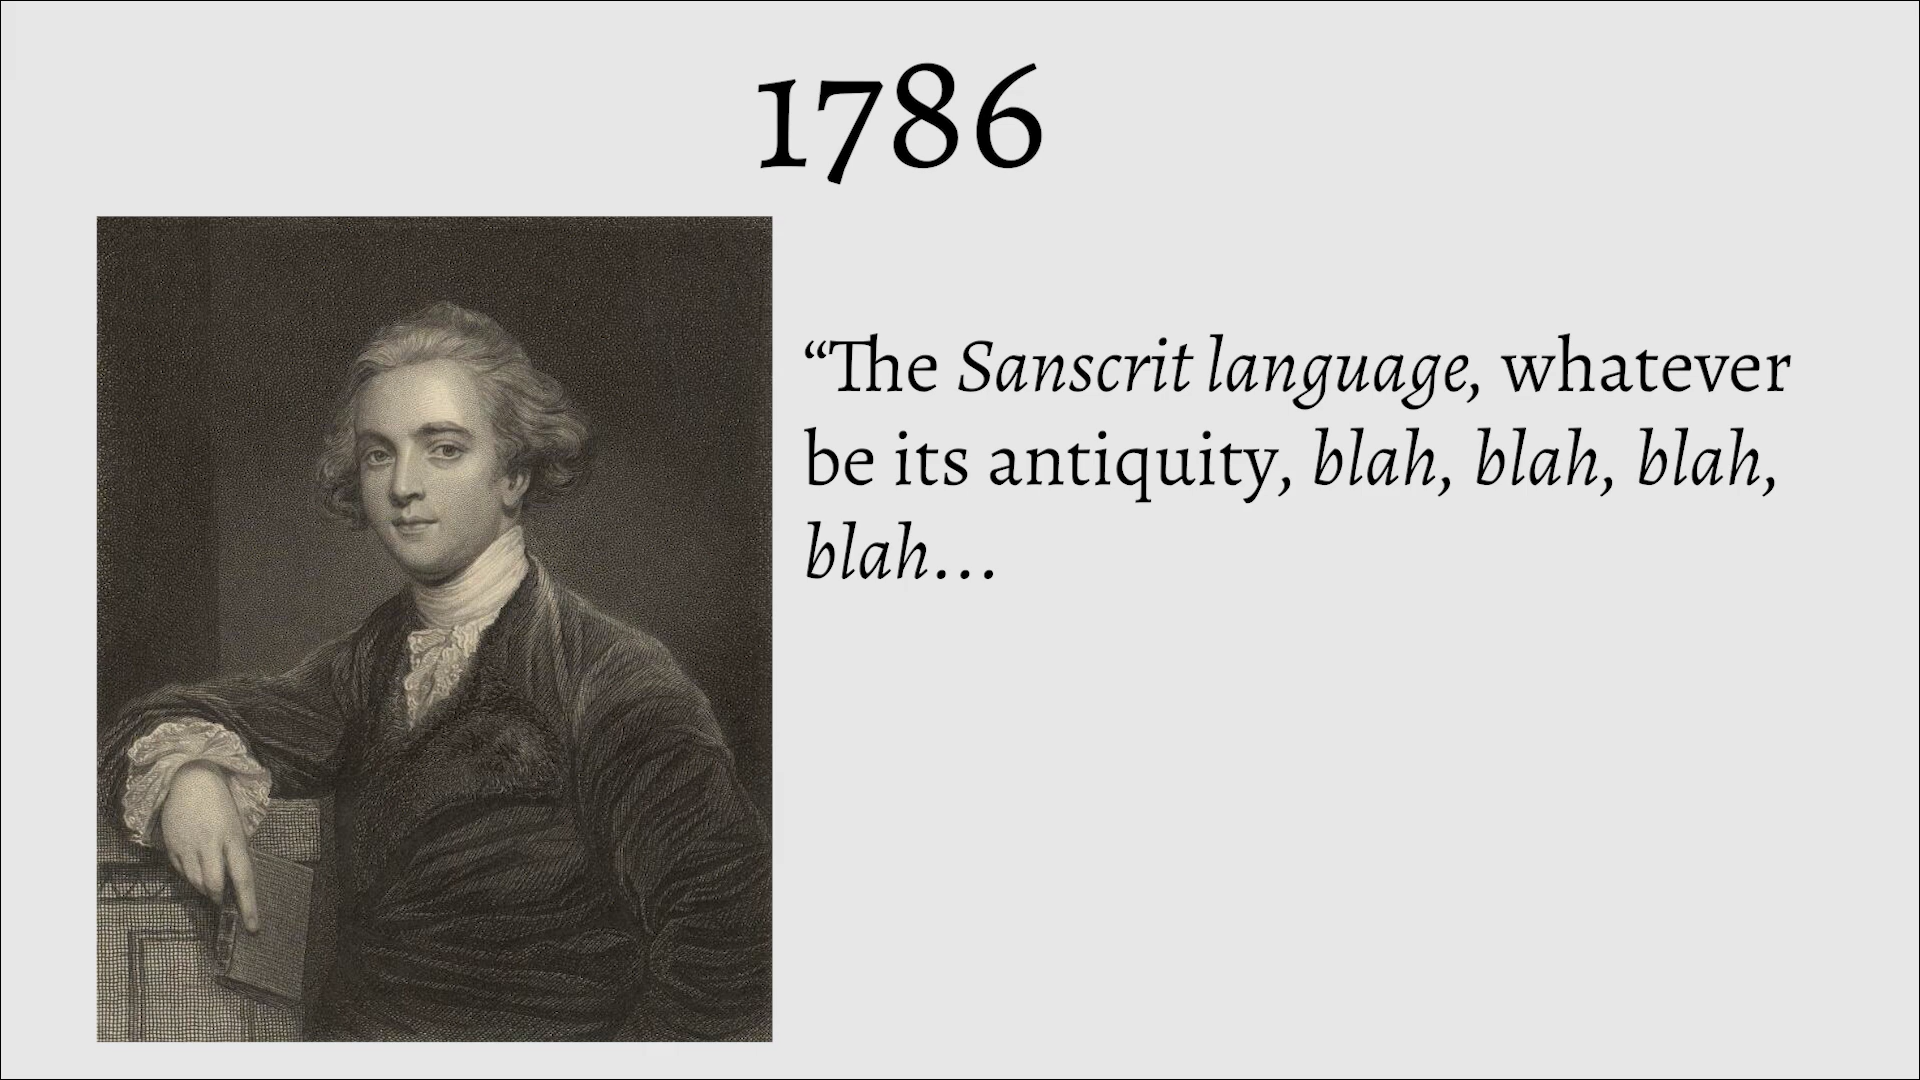 1786
“The Sanscrit language, whatever
be its antiquity, blah, blah, blah,
blah…